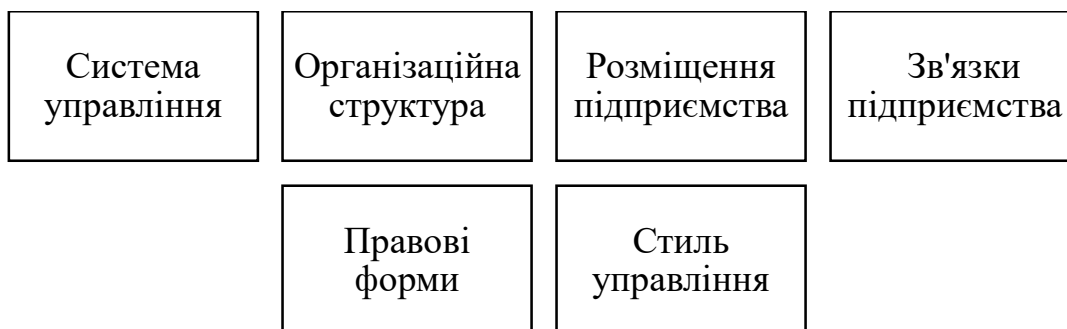 Система
управління
Організаційна
структура
Розміщення
підприємства
Зв'язки
підприємства
Правові
форми
Стиль
управління